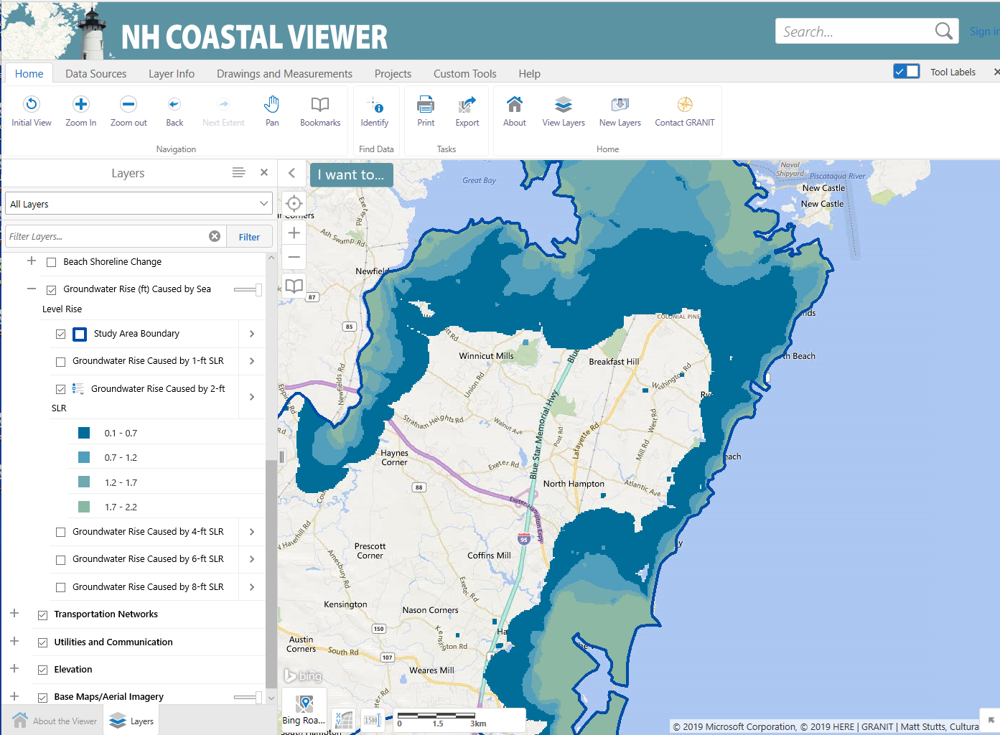 NH COASTAL VIEWER
Search...
Sign in
Home
Data Sources
Layer Info
Drawings and Measurements
Projects
Custom Tools
Help
Tool Labels
Initial View
Zoom In
Zoom out
Back
Next Extent
Pan
Bookmarks
Identify
Print
Export
About
View Layers
New Layers
Contact GRANIT
Navigation
Find Data
Tasks
Home
Layers
All Layers
Filter Layers...
Filter
Beach Shoreline Change
Groundwater Rise (ft) Caused by Sea
Level Rise
Study Area Boundary
Groundwater Rise Caused by 1-ft SLR
Groundwater Rise Caused by 2-ft
SLR
0.1 - 0.7
0.7 - 1.2
1.2 - 1.7
1.7 - 2.2
Groundwater Rise Caused by 4-ft SLR
Groundwater Rise Caused by 6-ft SLR
Groundwater Rise Caused by 8-ft SLR
Transportation Networks
Utilities and Communication
Elevation
Base Maps/Aerial Imagery
About the Viewer
Layers
I want to...
Great Bay
Naval
Shipyard
Piscataqua River
New Castle
New Castle
Corners
Exeter Rd
Ash Swamp Rd
Newfield
87
85
COLONIAL PINE
nds
h Beach
Winnicut Mills
Blue
Breakfast Hill
Union Rd
Washington Rd
Rye
Newfields Rd
Epping Rd
Stratham Heights Rd
Walnut Ave
Post Rd
Lafayette Rd
West Rd
Mill Rd
Blue Star Memorial Hwy
each
Haynes
Corner
Exeter Rd
88
North Hampton
Atlantic Ave
Exeter-Hampton Expy
95
N Haverhill Rd
Prescott
Corner
Coffins Mill
y
Amesbury Rd
Exeter Rd
Kensington
Nason Corners
150
Kensington Rd
Ha
Austin
Corners
South Rd
107
Weares Mill
bing
Exeter Rd
Bing Roa...
South Hampton
1:500
0
1.5
3km
© 2019 Microsoft Corporation, © 2019 HERE | GRANIT | Matt Stutts, Cultura